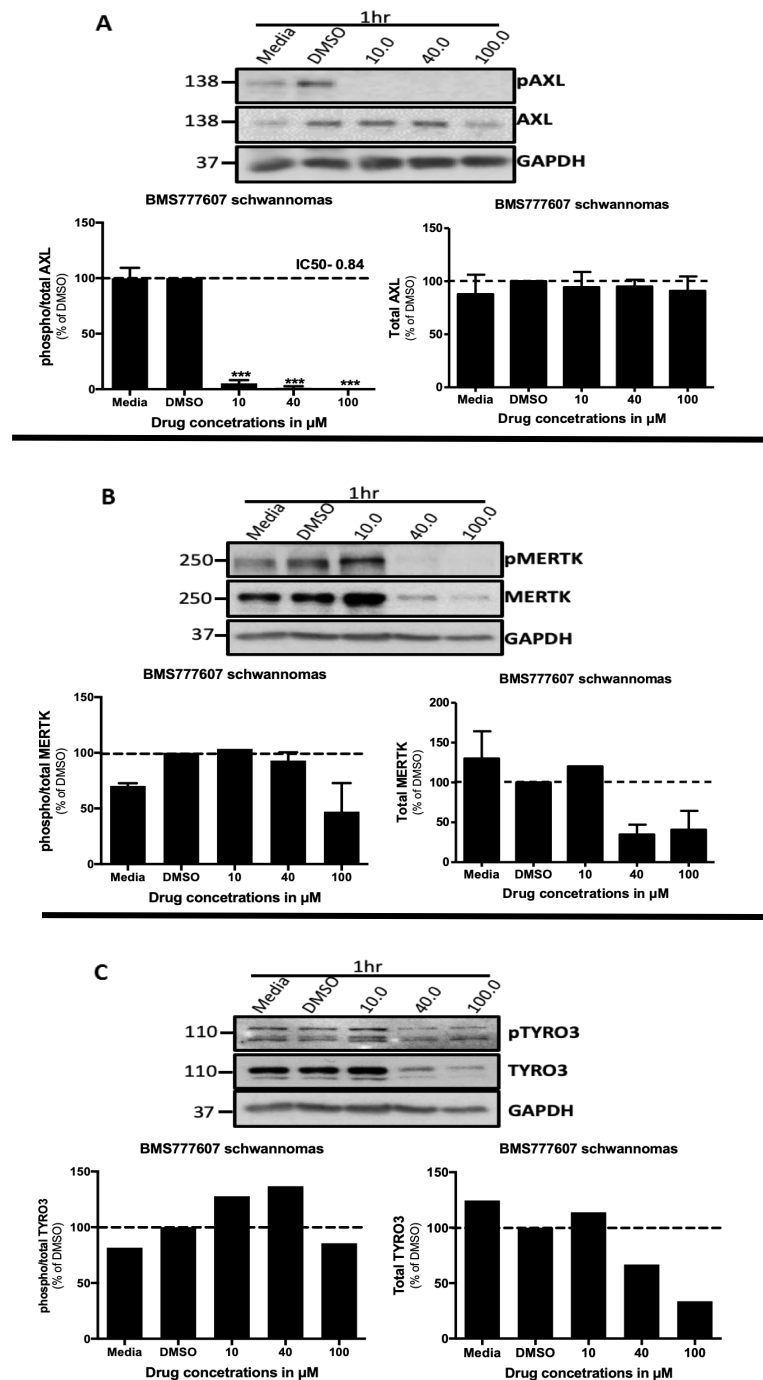 A
1hr
Media DMSO 10.0 40.0 100.0
138 pAXL
138 AXL
37 GAPDH
BMS777607 schwannomas
BMS777607 schwannomas
phospho/total AXL
(% of DMSO)
150
100
50
0
IC50- 0.84
*** *** ***
Media DMSO 10 40 100
Drug concetrations in µM
Total AXL
(% of DMSO)
150
100
50
0
Media DMSO 10 40 100
Drug concetrations in µM
B
1hr
Media DMSO 10.0 40.0 100.0
250 pMERTK
250 MERTK
37 GAPDH
BMS777607 schwannomas
BMS777607 schwannomas
phospho/total MERTK
(% of DMSO)
150
100
50
0
Media DMSO 10 40 100
Drug concetrations in µM
Total MERTK
(% of DMSO)
200
150
100
50
0
Media DMSO 10 40 100
Drug concetrations in µM
C
1hr
Media DMSO 10.0 40.0 100.0
110 pTYRO3
110 TYRO3
37 GAPDH
BMS777607 schwannomas
BMS777607 schwannomas
phospho/total TYRO3
(% of DMSO)
150
100
50
0
Media DMSO 10 40 100
Drug concetrations in µM
Total TYRO3
(% of DMSO)
150
100
50
0
Media DMSO 10 40 100
Drug concetrations in µM